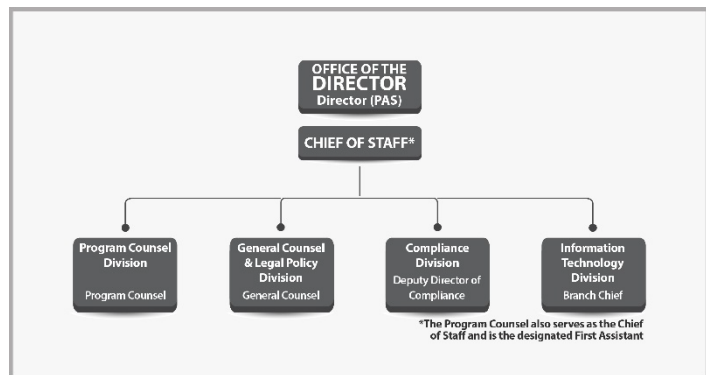 OFFICE OF THE
DIRECTOR
Director (PAS)
CHIEF OF STAFF*
Program Counsel
Division
Program Counsel
General Counsel
& Legal Policy
Division
General Counsel
Compliance
Division
Deputy Director of
Compliance
Information
Technology
Division
Branch Chief
*The Program Counsel also serves as the Chief
of Staff and is the designated First Assistant